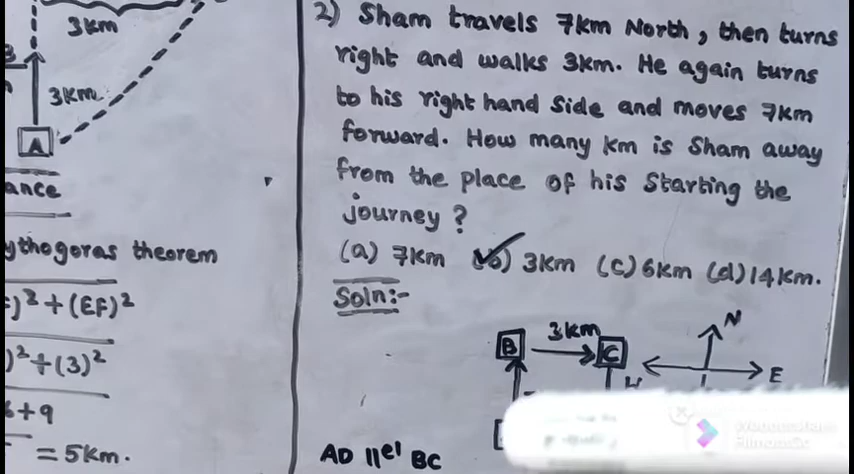 3km
3km
A
ance
ythogoras theorem
)² + (EF)²
)² + (3)²
+ 9
= 5km.
2) Sham travels 7km North, then turns
right and walks 3km. He again turns
to his right hand side and moves 7km
forward. How many km is Sham away
from the place of his starting the
journey?
(a) 7km (b) 3km (c) 6km (d) 14km.
Soln:-
B 3km C
N
E
AD ||el BC